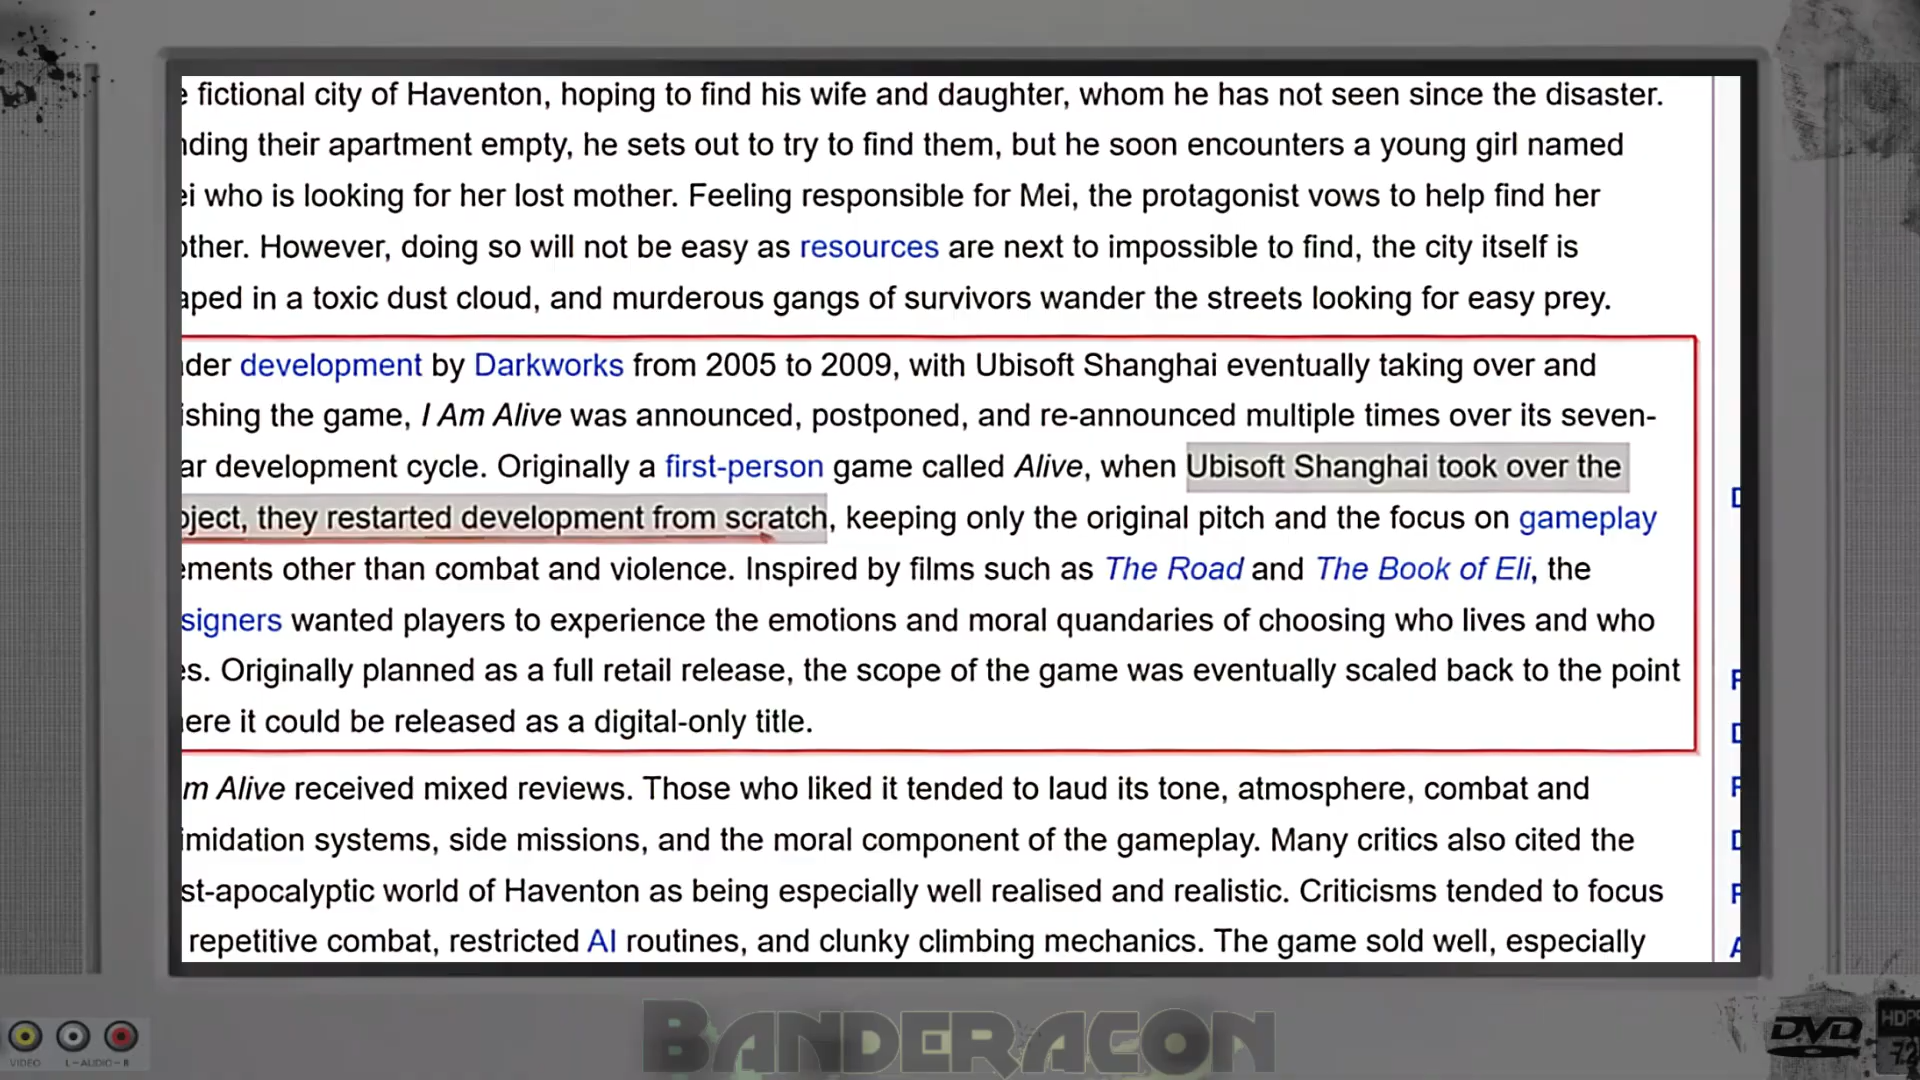 e fictional city of Haventon, hoping to find his wife and daughter, whom he has not seen since the disaster.
nding their apartment empty, he sets out to try to find them, but he soon encounters a young girl named
ei who is looking for her lost mother. Feeling responsible for Mei, the protagonist vows to help find her
other. However, doing so will not be easy as resources are next to impossible to find, the city itself is
aped in a toxic dust cloud, and murderous gangs of survivors wander the streets looking for easy prey.
der development by Darkworks from 2005 to 2009, with Ubisoft Shanghai eventually taking over and
ishing the game, I Am Alive was announced, postponed, and re-announced multiple times over its seven-
ar development cycle. Originally a first-person game called Alive, when Ubisoft Shanghai took over the
oject, they restarted development from scratch, keeping only the original pitch and the focus on gameplay
ements other than combat and violence. Inspired by films such as The Road and The Book of Eli, the
signers wanted players to experience the emotions and moral quandaries of choosing who lives and who
es. Originally planned as a full retail release, the scope of the game was eventually scaled back to the point
ere it could be released as a digital-only title.
m Alive received mixed reviews. Those who liked it tended to laud its tone, atmosphere, combat and
imidation systems, side missions, and the moral component of the gameplay. Many critics also cited the
st-apocalyptic world of Haventon as being especially well realised and realistic. Criticisms tended to focus
repetitive combat, restricted AI routines, and clunky climbing mechanics. The game sold well, especially
BANDERACON
VIDEO L-AUDIO-R
DVD
HDP
72